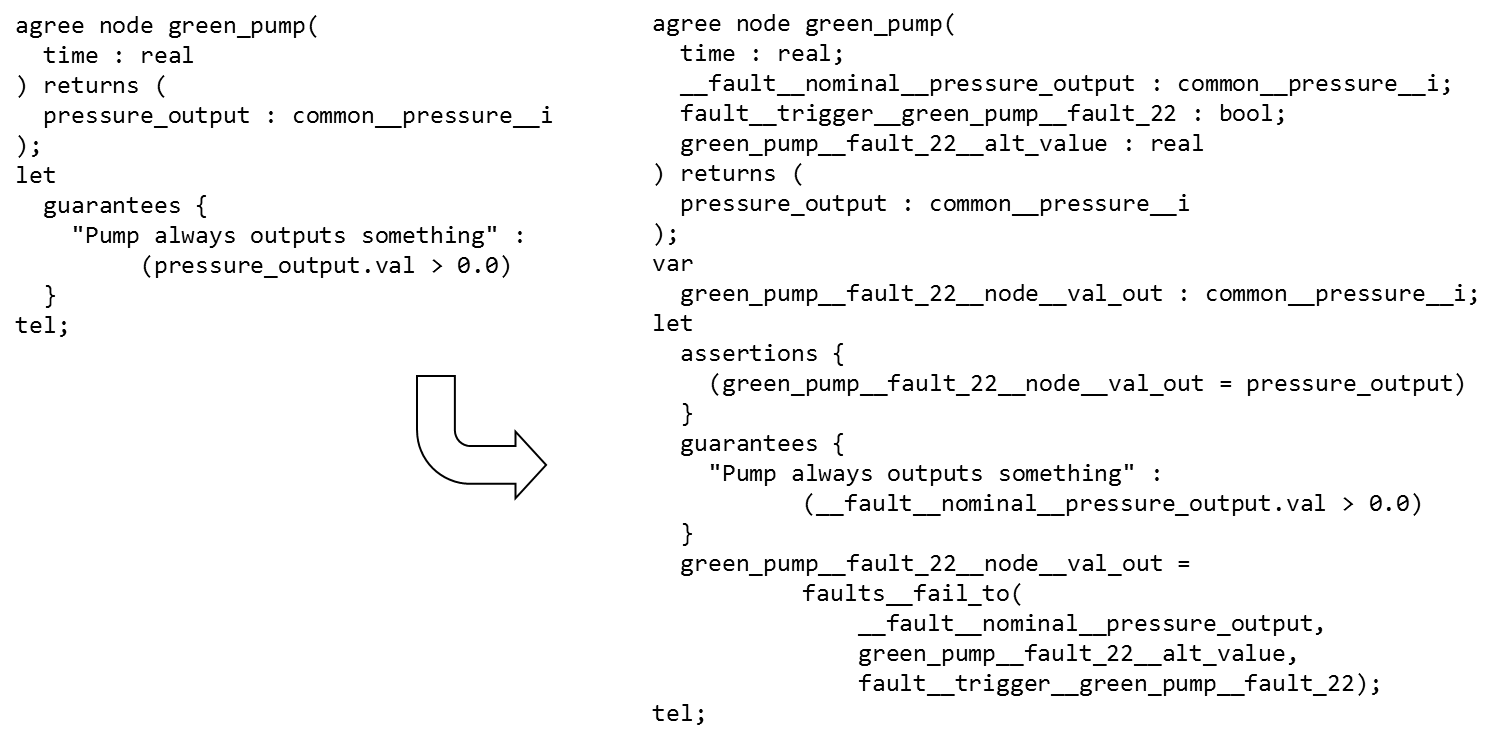 agree node green_pump(
  time : real
) returns (
  pressure_output : common__pressure__i
);
let
  guarantees {
    "Pump always outputs something" :
         (pressure_output.val > 0.0)
  }
tel;
agree node green_pump(
  time : real;
  __fault__nominal__pressure_output : common__pressure__i;
  fault__trigger__green_pump__fault_22 : bool;
  green_pump__fault_22__alt_value : real
) returns (
  pressure_output : common__pressure__i
);
var
  green_pump__fault_22__node__val_out : common__pressure__i;
let
  assertions {
    (green_pump__fault_22__node__val_out = pressure_output)
  }
  guarantees {
    "Pump always outputs something" :
           (__fault__nominal__pressure_output.val > 0.0)
  }
  green_pump__fault_22__node__val_out =
           faults__fail_to(
               __fault__nominal__pressure_output,
               green_pump__fault_22__alt_value,
               fault__trigger__green_pump__fault_22);
tel;